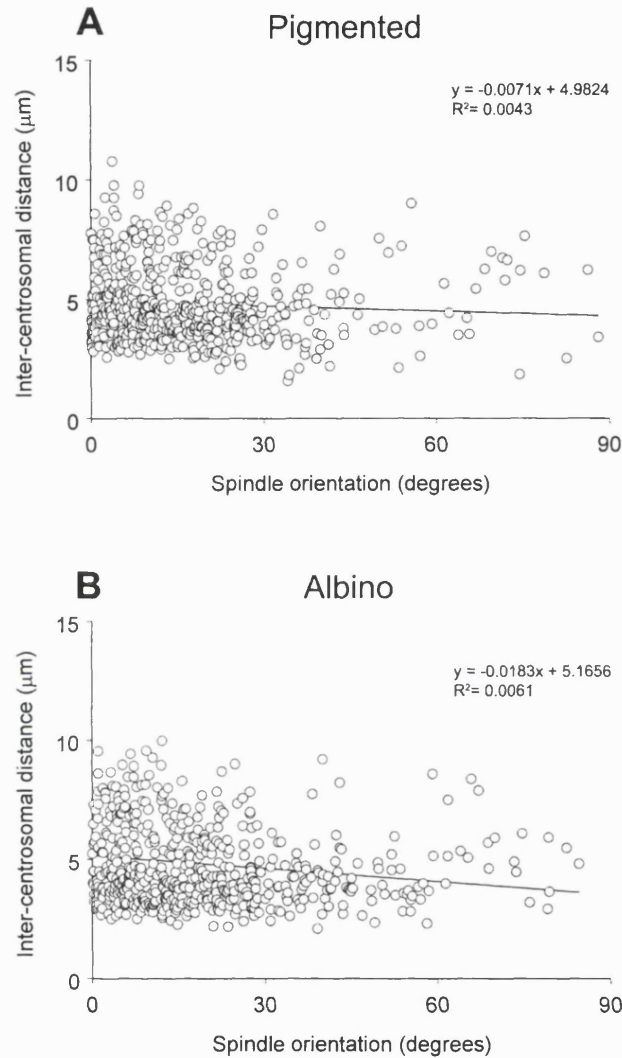 A
Pigmented
15
10
5
0
Inter-centrosomal distance (μm)
y = -0.0071x + 4.9824
R²= 0.0043
0 30 60 90
Spindle orientation (degrees)
B
Albino
15
10
5
0
Inter-centrosomal distance (μm)
y = -0.0183x + 5.1656
R²= 0.0061
0 30 60 90
Spindle orientation (degrees)